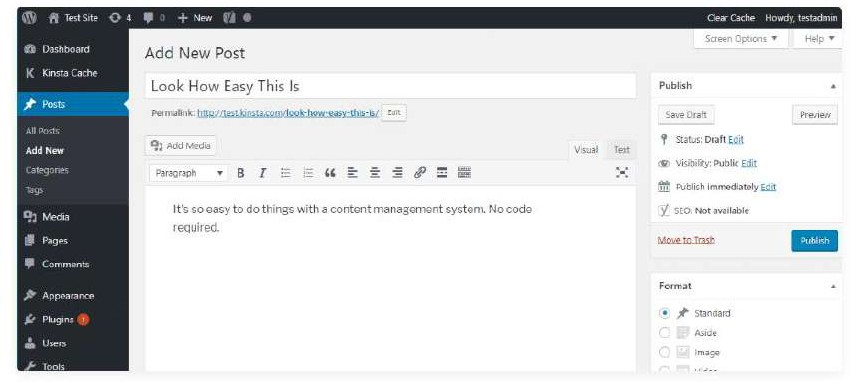 Test Site 4 0 + New Clear Cache Howdy, testadmin
Screen Options ▼ Help ▼
Dashboard
Kinsta Cache
Posts
All Posts
Add New
Categories
Tags
Media
Pages
Comments
Appearance
Plugins 1
Users
Tools
Add New Post
Look How Easy This Is
Permalink: http://test.kinsta.com/look-how-easy-this-is/ Edit
Add Media
Visual Text
Paragraph ▼ B I
It's so easy to do things with a content management system. No code
required.
Publish
Save Draft Preview
Status: Draft Edit
Visibility: Public Edit
Publish immediately Edit
SEO: Not available
Move to Trash Publish
Format
Standard
Aside
Image
Video